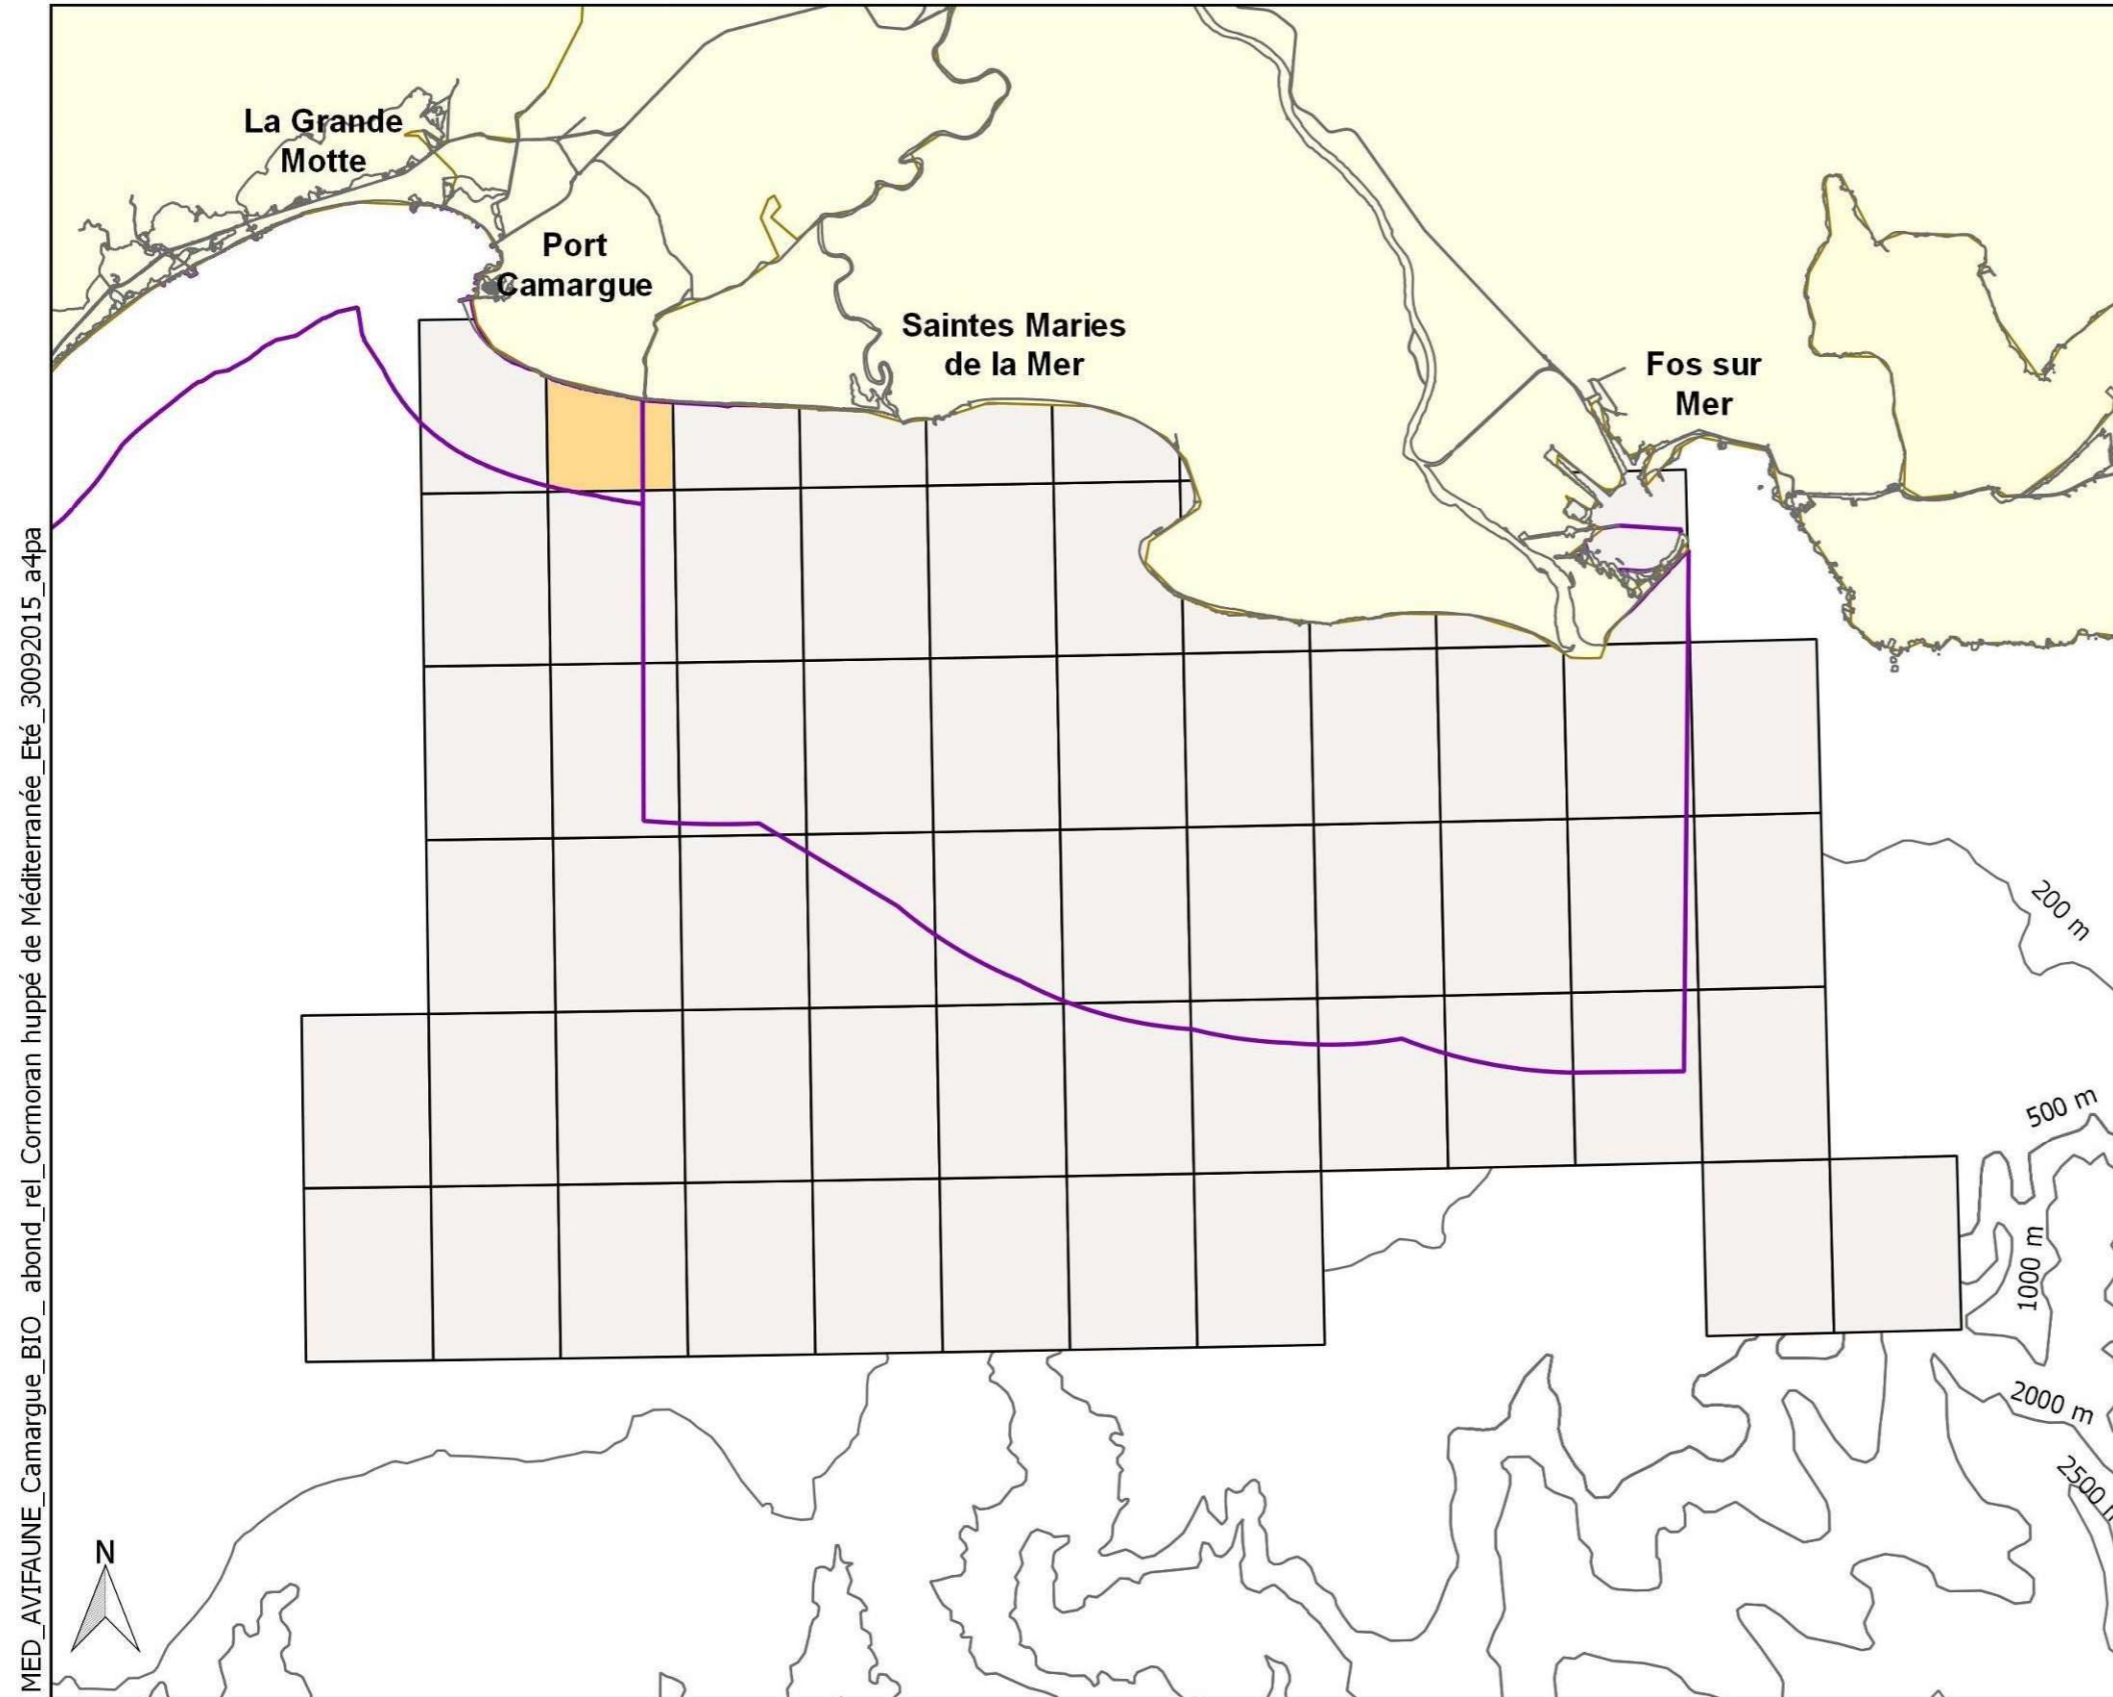 La Grande
Motte
Port
Camargue
Saintes Maries
de la Mer
Fos sur
Mer
200 m
500 m
1000 m
2000 m
2500 m
N
MED_AVIFAUNE_Camargue_BIO_ abond_rel_Cormoran huppé de Méditerranée_Eté_30092015_a4pa